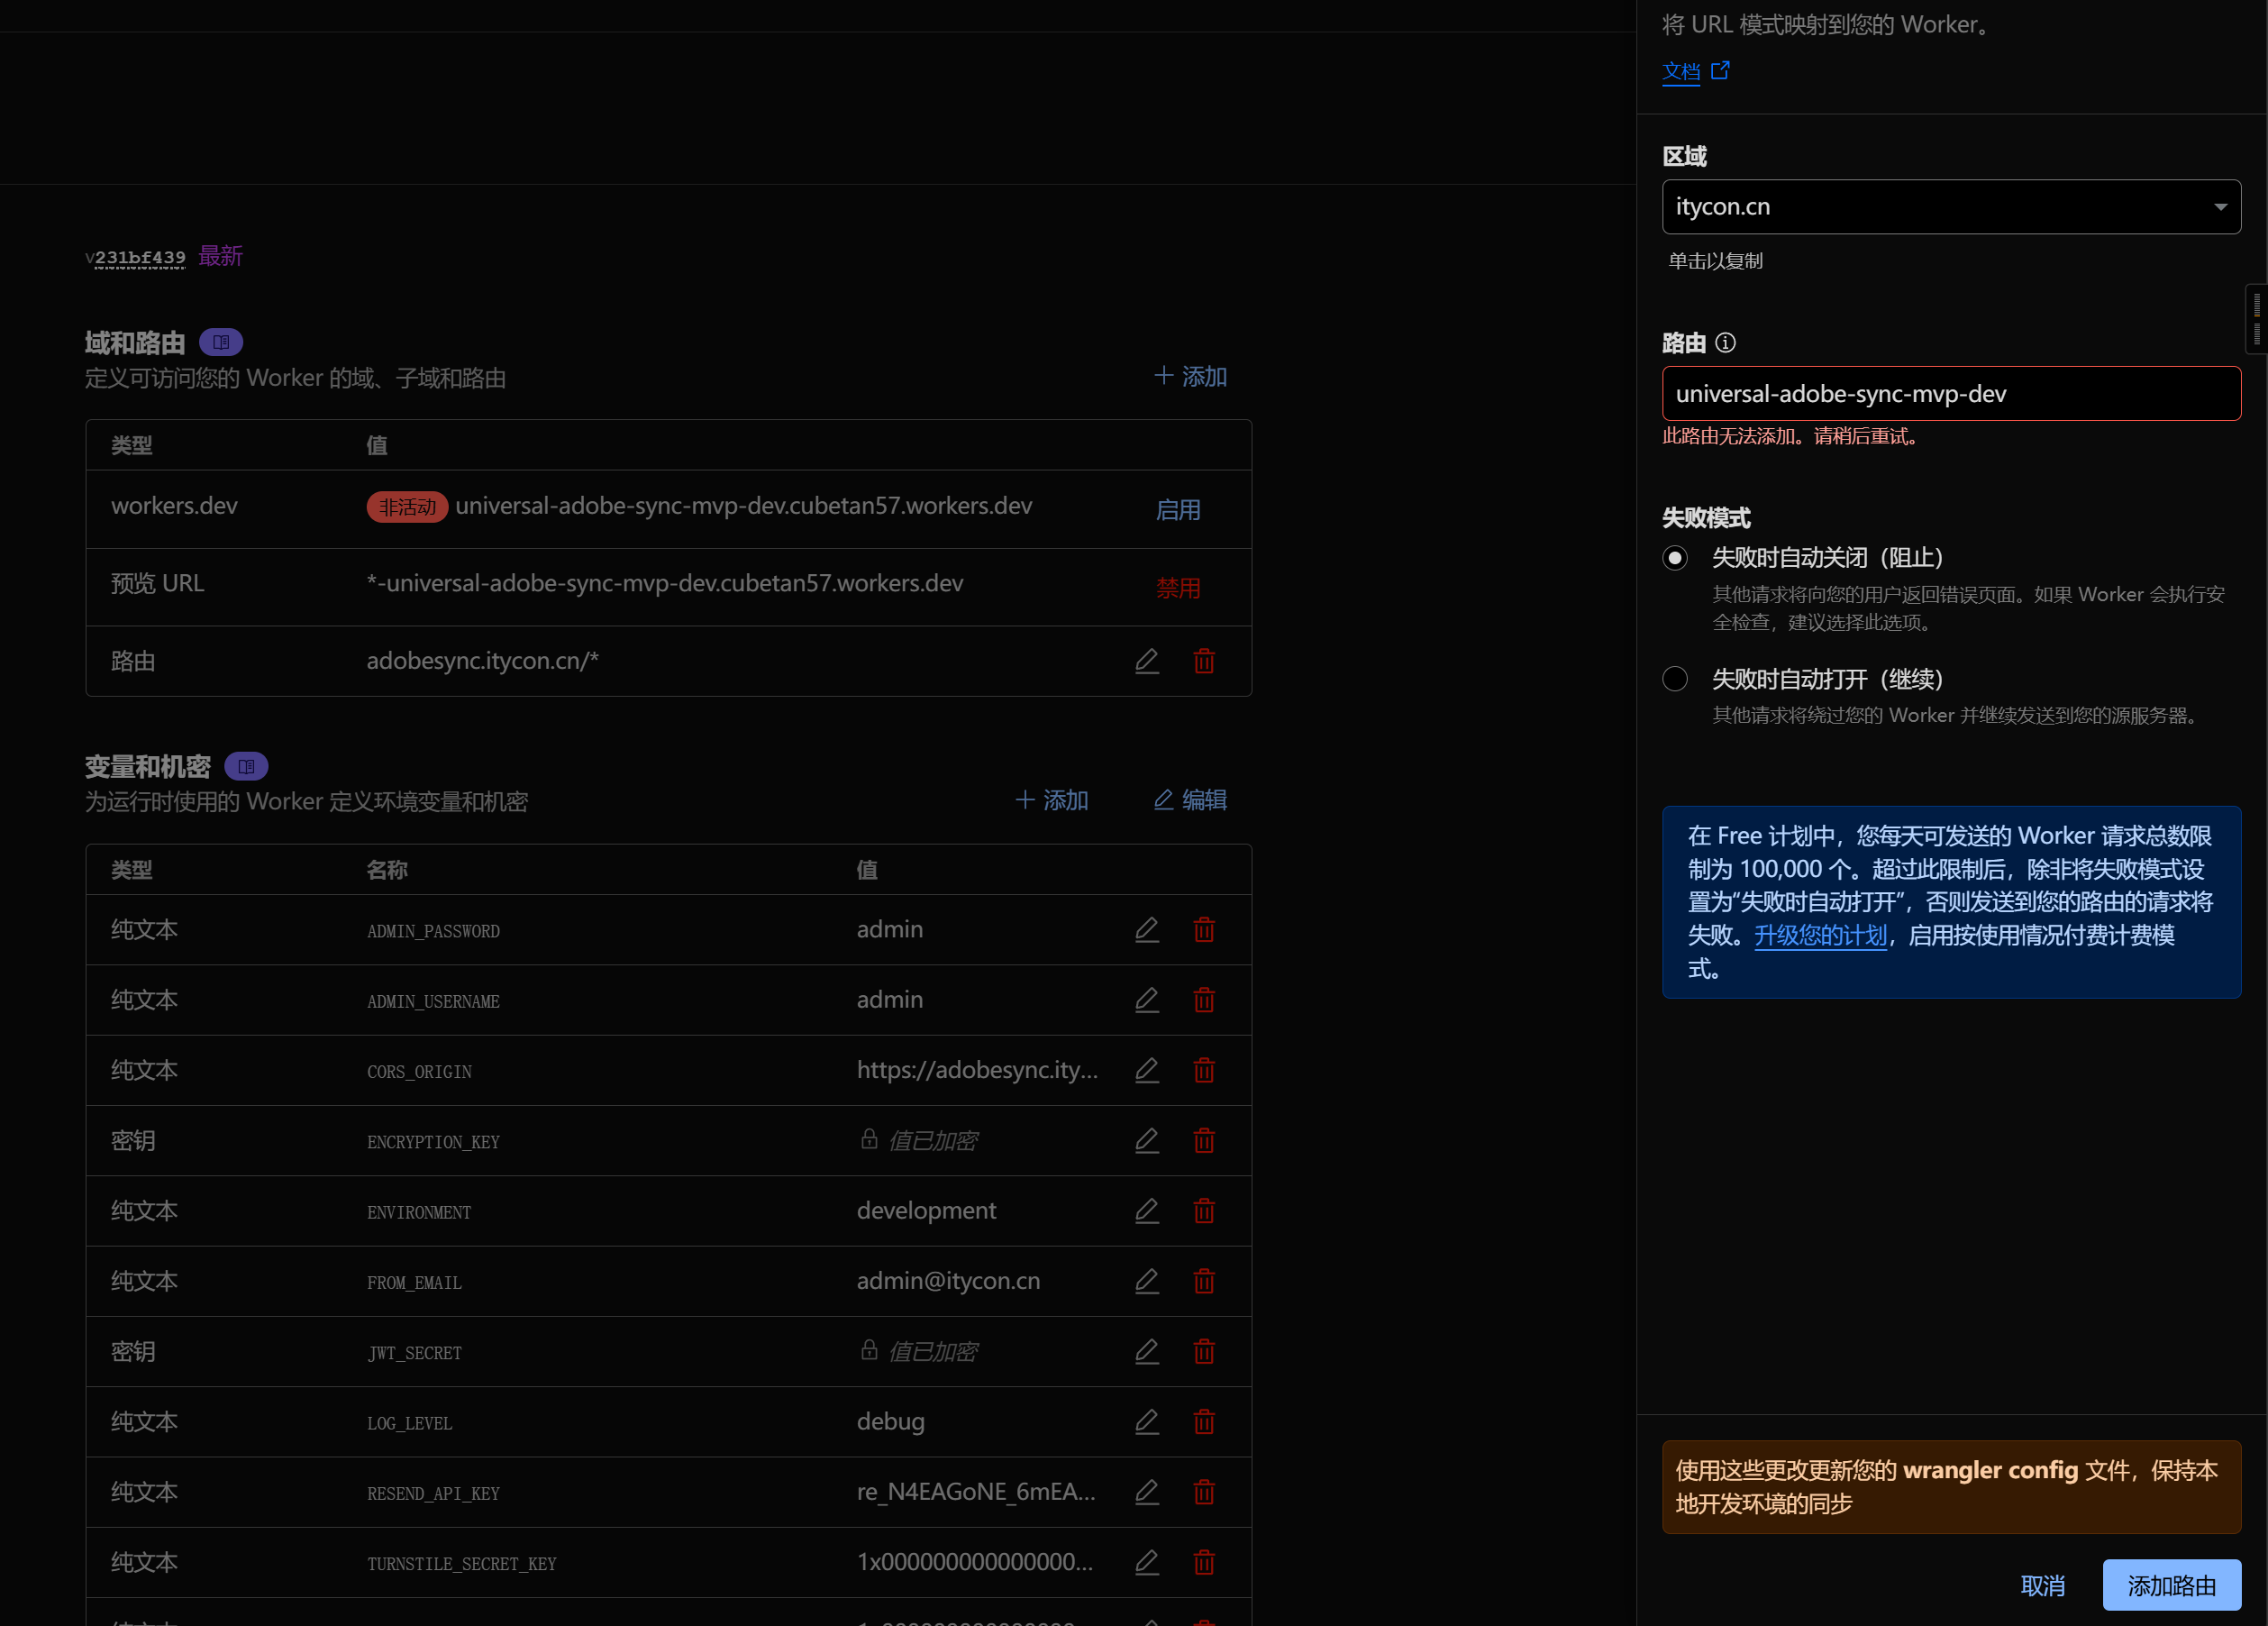 v231bf439 最新
域和路由
定义可访问您的 Worker 的域、子域和路由
添加
类型 值
workers.dev 非活动 universal-adobe-sync-mvp-dev.cubetan57.workers.dev 启用
预览 URL *-universal-adobe-sync-mvp-dev.cubetan57.workers.dev 禁用
路由 adobesync.itycon.cn/*
变量和机密
为运行时使用的 Worker 定义环境变量和机密
添加 编辑
类型 名称 值
纯文本 ADMIN_PASSWORD admin
纯文本 ADMIN_USERNAME admin
纯文本 CORS_ORIGIN https://adobesync.ity...
密钥 ENCRYPTION_KEY 值已加密
纯文本 ENVIRONMENT development
纯文本 FROM_EMAIL admin@itycon.cn
密钥 JWT_SECRET 值已加密
纯文本 LOG_LEVEL debug
纯文本 RESEND_API_KEY re_N4EAGoNE_6mEA...
纯文本 TURNSTILE_SECRET_KEY 1x000000000000000...
将 URL 模式映射到您的 Worker。
文档
区域
itycon.cn
单击以复制
路由
universal-adobe-sync-mvp-dev
此路由无法添加。请稍后重试。
失败模式
失败时自动关闭（阻止）
其他请求将向您的用户返回错误页面。如果 Worker 会执行安
全检查，建议选择此选项。
失败时自动打开（继续）
其他请求将绕过您的 Worker 并继续发送到您的源服务器。
在 Free 计划中，您每天可发送的 Worker 请求总数限
制为 100,000 个。超过此限制后，除非将失败模式设
置为“失败时自动打开”，否则发送到您的路由的请求将
失败。升级您的计划，启用按使用情况付费计费模
式。
使用这些更改更新您的 wrangler config 文件，保持本
地开发环境的同步
取消 添加路由